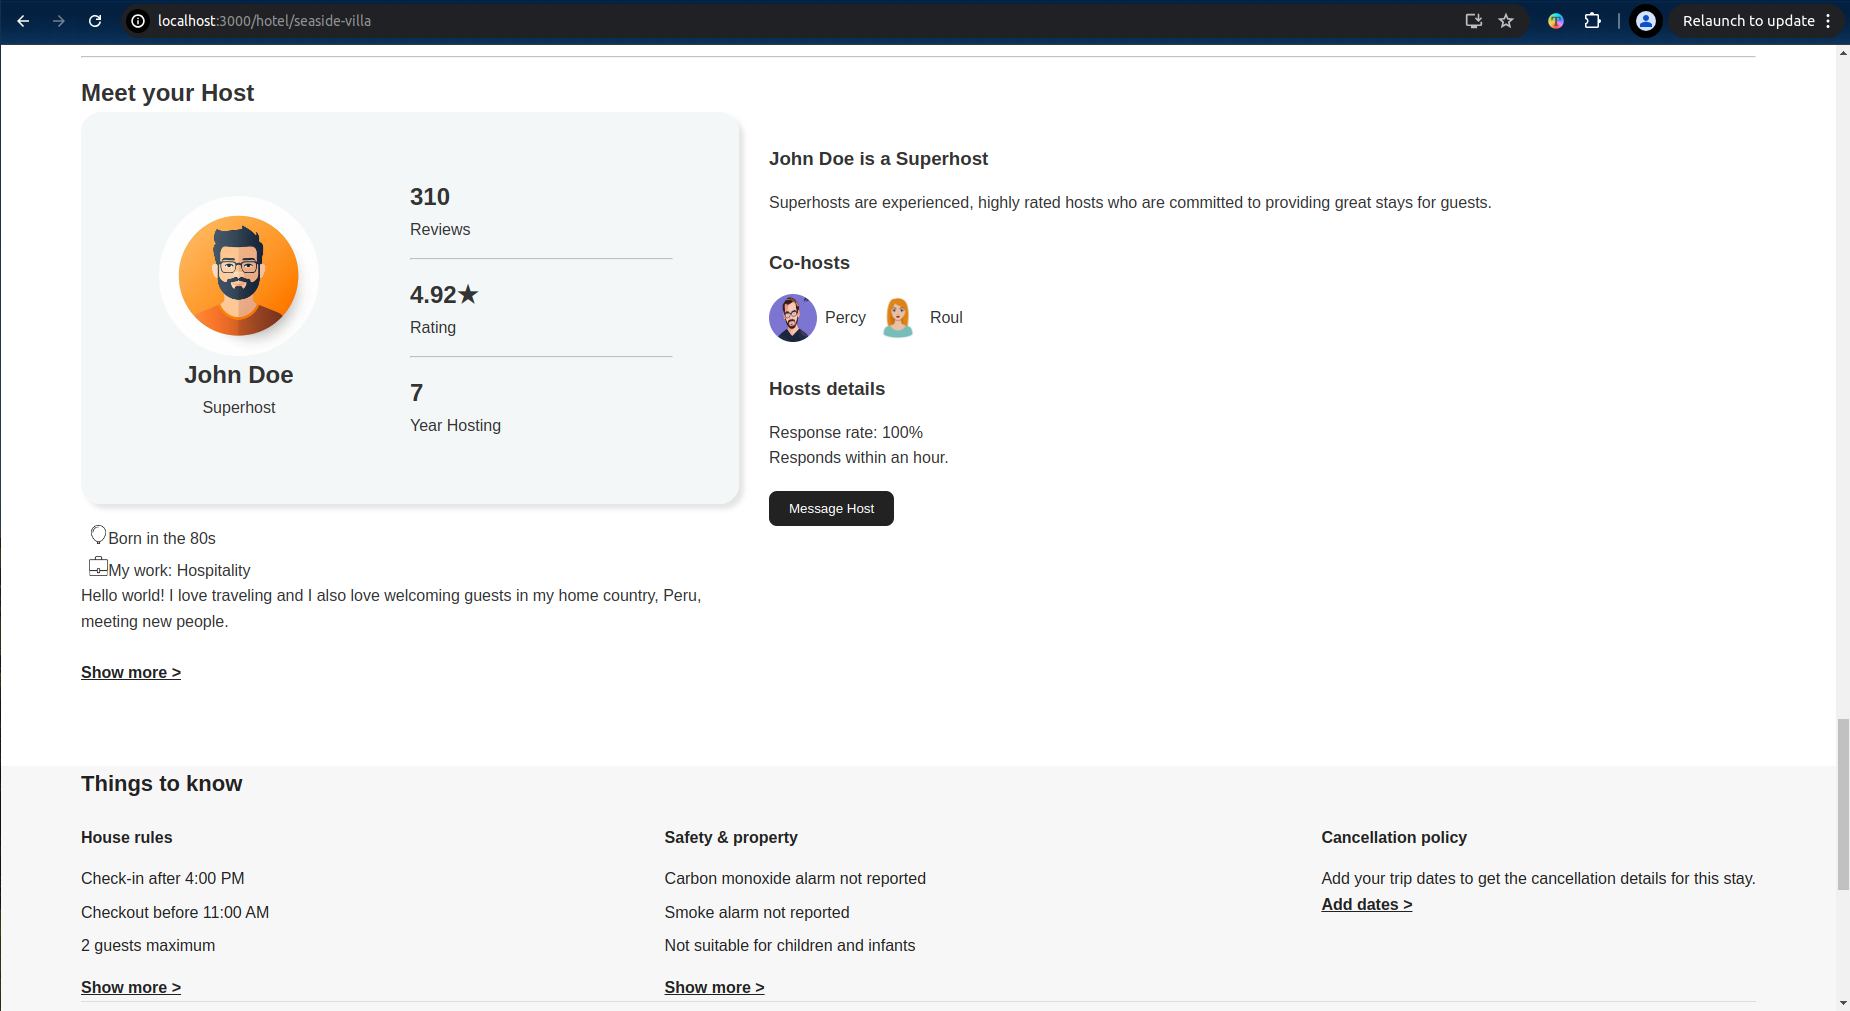 localhost:3000/hotel/seaside-villa
Relaunch to update
Meet your Host
310
Reviews
4.92★
Rating
7
Year Hosting
John Doe
Superhost
Born in the 80s
My work: Hospitality
Hello world! I love traveling and I also love welcoming guests in my home country, Peru,
meeting new people.
Show more >
John Doe is a Superhost
Superhosts are experienced, highly rated hosts who are committed to providing great stays for guests.
Co-hosts
Percy
Roul
Hosts details
Response rate: 100%
Responds within an hour.
Message Host
Things to know
House rules
Check-in after 4:00 PM
Checkout before 11:00 AM
2 guests maximum
Show more >
Safety & property
Carbon monoxide alarm not reported
Smoke alarm not reported
Not suitable for children and infants
Show more >
Cancellation policy
Add your trip dates to get the cancellation details for this stay.
Add dates >